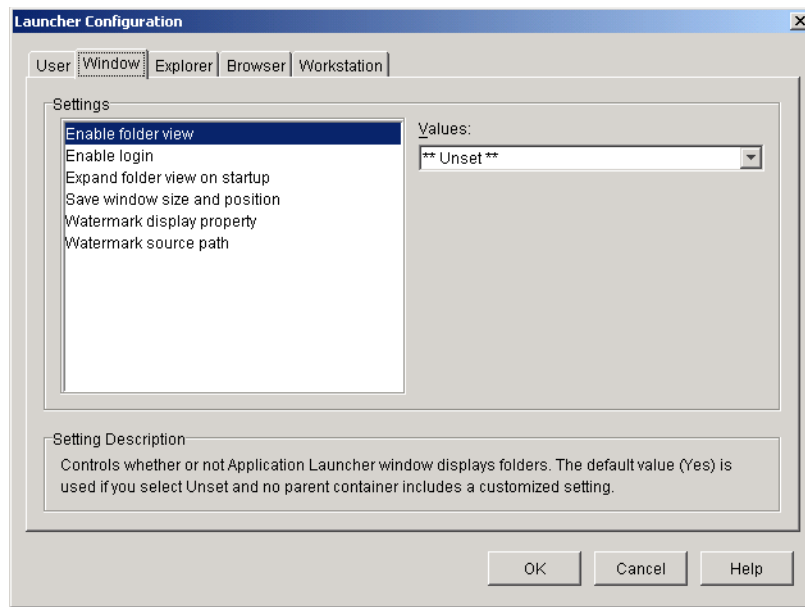 Launcher Configuration
User Window Explorer Browser Workstation
Settings
Enable folder view
Enable login
Expand folder view on startup
Save window size and position
Watermark display property
Watermark source path
Values:
** Unset **
Setting Description
Controls whether or not Application Launcher window displays folders. The default value (Yes) is
used if you select Unset and no parent container includes a customized setting.
OK Cancel Help